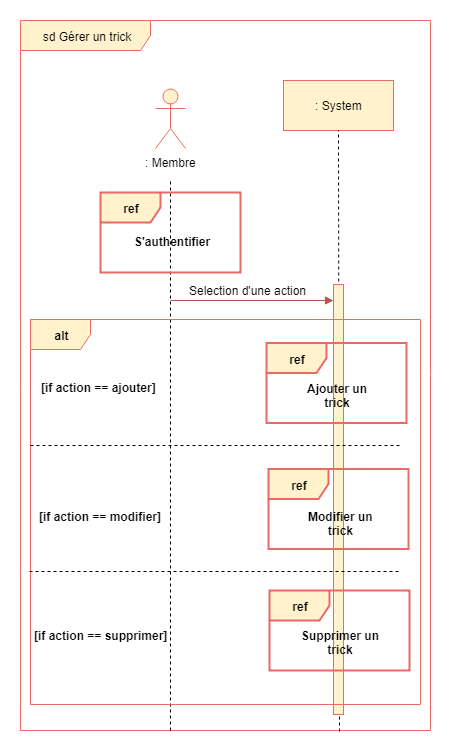 sd Gérer un trick
: System
: Membre
ref
S'authentifier
Selection d'une action
alt
ref
[if action == ajouter]
Ajouter un
trick
ref
[if action == modifier]
Modifier un
trick
ref
[if action == supprimer]
Supprimer un
trick